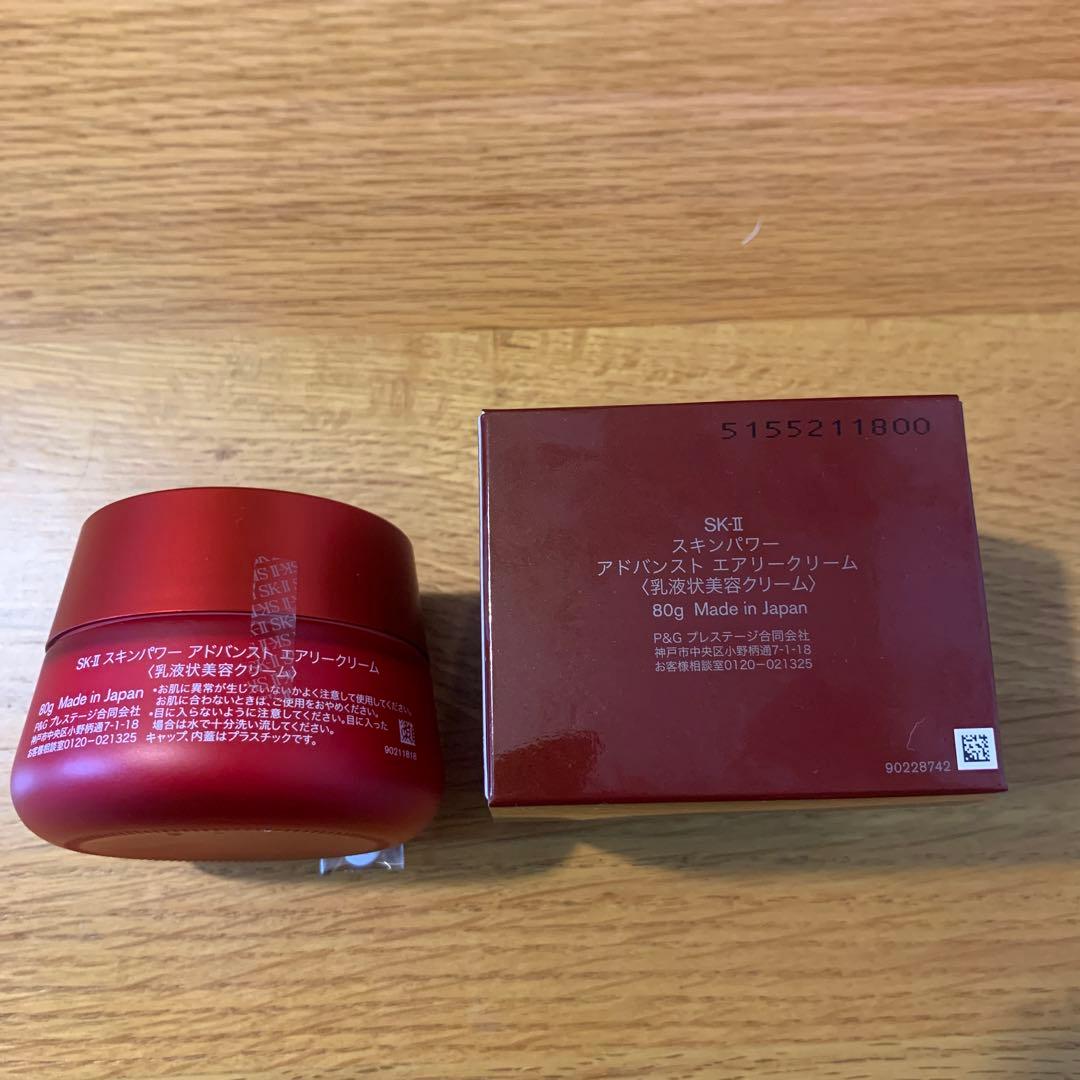 SK-II スキンパワー アドバンスト エアリークリーム
〈乳液状美容クリーム〉
80g Made in Japan
P&G プレステージ合同会社
神戸市中央区小野柄通7-1-18
お客様相談室0120-021325
・お肌に異常が生じていないかよく注意して使用してください。
お肌に合わないときは、ご使用をおやめください。
・目に入らないように注意してください。目に入った
場合は水で十分洗い流してください。
キャップ、内蓋はプラスチックです。
90211818
SK-II
SK-II
SK-II
SK-II
5155211800
SK-II
スキンパワー
アドバンスト エアリークリーム
〈乳液状美容クリーム〉
80g Made in Japan
P&G プレステージ合同会社
神戸市中央区小野柄通7-1-18
お客様相談室0120-021325
90228742